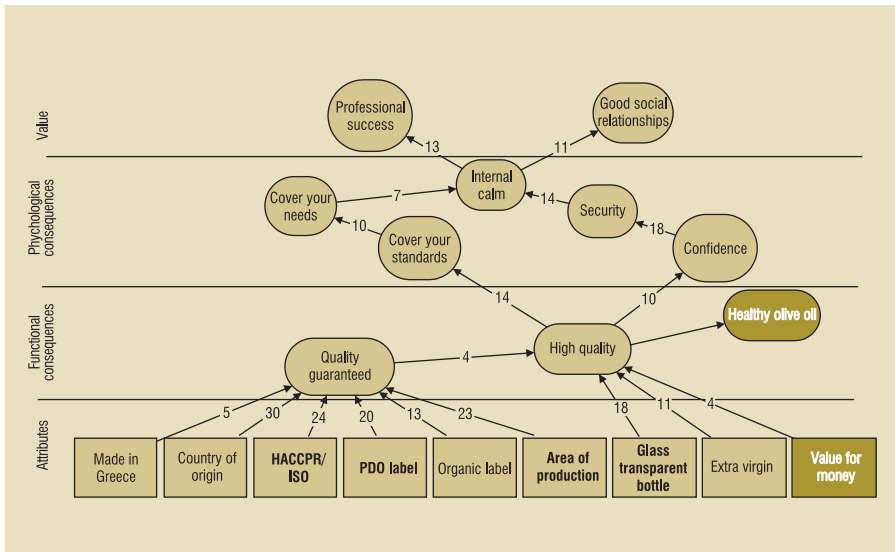 Value
Professional
success
Good social
relationships
13
11
Phychological
consequences
Internal
calm
Cover your
needs
7
14
Security
10
18
Cover your
standards
Confidence
Functional
consequences
14
10
Healthy olive oil
High quality
Quality
guaranteed
4
Attributes
5
30
24
20
13
23
18
11
4
Made in
Greece
Country of
origin
HACCPR/
ISO
PDO label
Organic label
Area of
production
Glass
transparent
bottle
Extra virgin
Value for
money